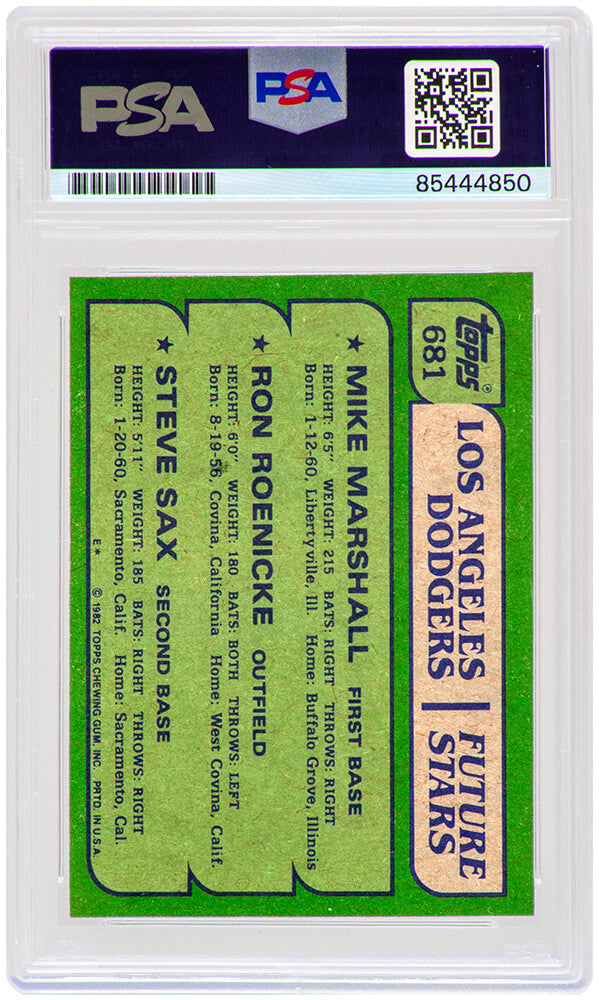 PSA
PSA
85444850
topps®
681
LOS ANGELES
DODGERS
FUTURE
STARS
★ MIKE MARSHALL FIRST BASE
HEIGHT: 6'5" WEIGHT: 215 BATS: RIGHT THROWS: RIGHT
Born: 1-12-60, Libertyville, Ill. Home: Buffalo Grove, Illinois
★ RON ROENICKE OUTFIELD
HEIGHT: 6'0" WEIGHT: 180 BATS: BOTH THROWS: LEFT
Born: 8-19-56, Covina, California Home: West Covina, Calif.
★ STEVE SAX SECOND BASE
HEIGHT: 5'11" WEIGHT: 185 BATS: RIGHT THROWS: RIGHT
Born: 1-20-60, Sacramento, Calif. Home: Sacramento, Cal.
E* © 1982 TOPPS CHEWING GUM, INC. PRTD. IN U.S.A.